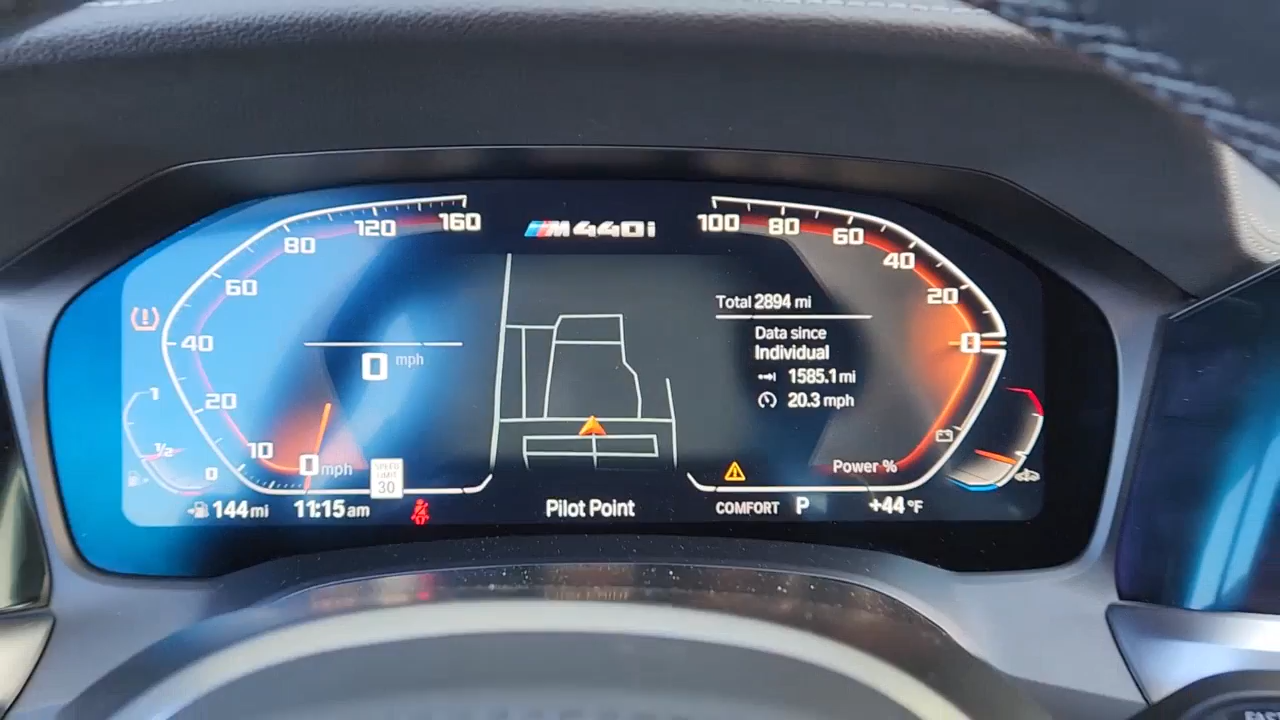 M440i
160
120
80
60
40
20
10
0 mph
0 mph
1
1/2
0
100
80
60
40
20
0
Total 2894 mi
Data since
Individual
1585.1 mi
20.3 mph
Power %
SPEED
LIMIT
30
144 mi
11:15 am
Pilot Point
COMFORT
P
+44 °F